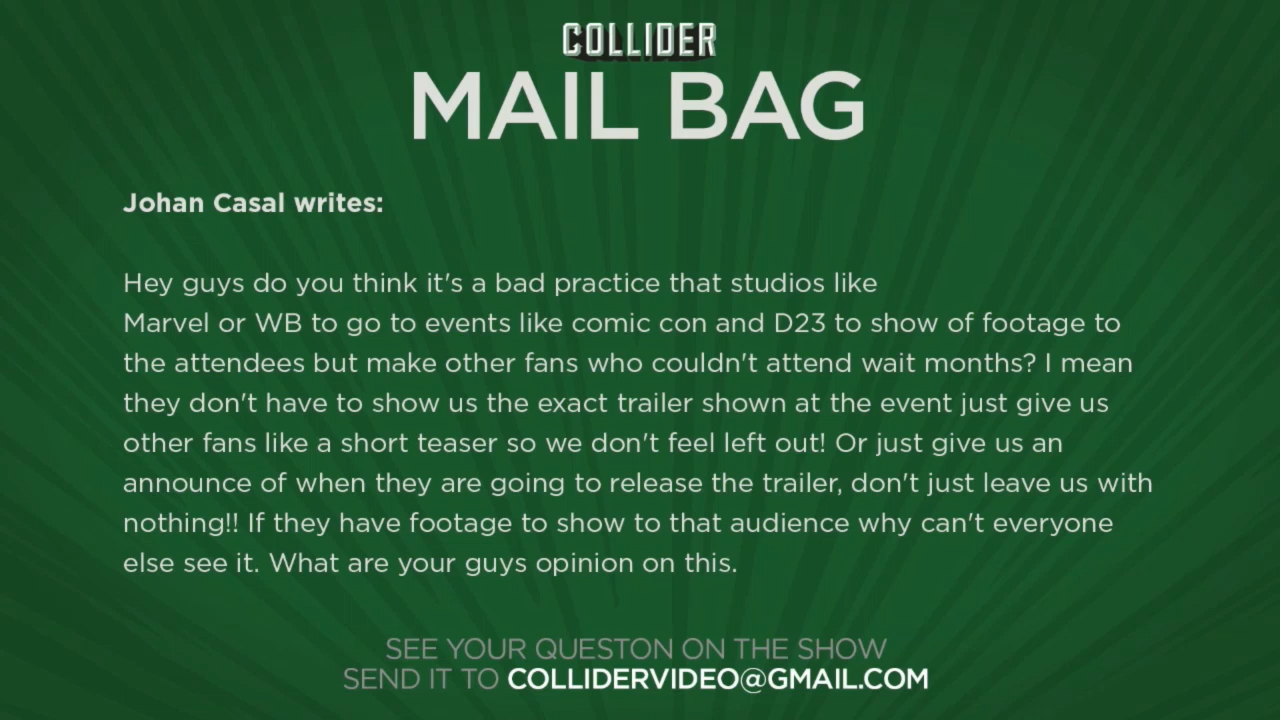 COLLIDER
MAIL BAG
Johan Casal writes:
Hey guys do you think it's a bad practice that studios like
Marvel or WB to go to events like comic con and D23 to show of footage to
the attendees but make other fans who couldn't attend wait months? I mean
they don't have to show us the exact trailer shown at the event just give us
other fans like a short teaser so we don't feel left out! Or just give us an
announce of when they are going to release the trailer, don't just leave us with
nothing!! If they have footage to show to that audience why can't everyone
else see it. What are your guys opinion on this.
SEE YOUR QUESTON ON THE SHOW
SEND IT TO COLLIDERVIDEO@GMAIL.COM